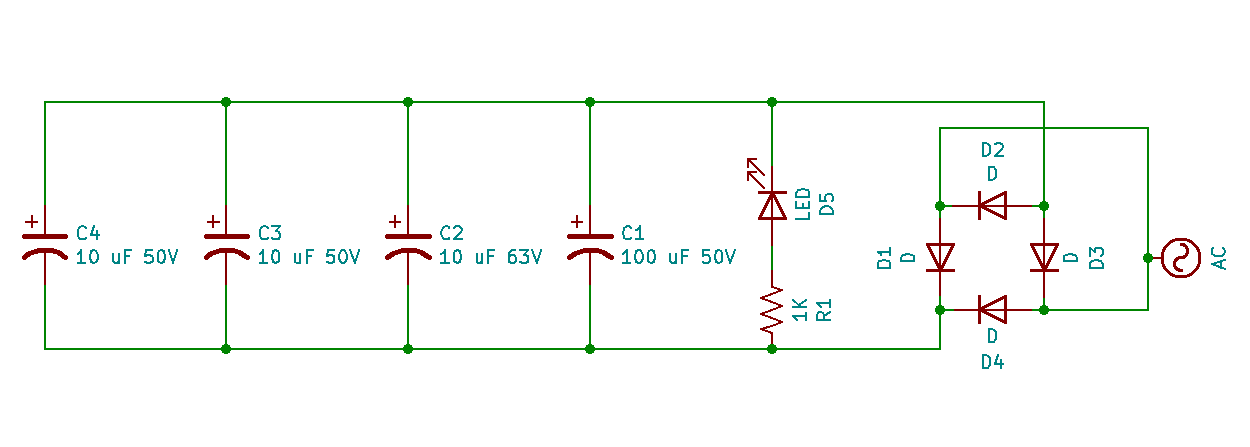 +
C4
10 uF 50V
+
C3
10 uF 50V
+
C2
10 uF 63V
+
C1
100 uF 50V
LED
D5
1K
R1
D2
D
D1
D
D
D3
D
D4
AC